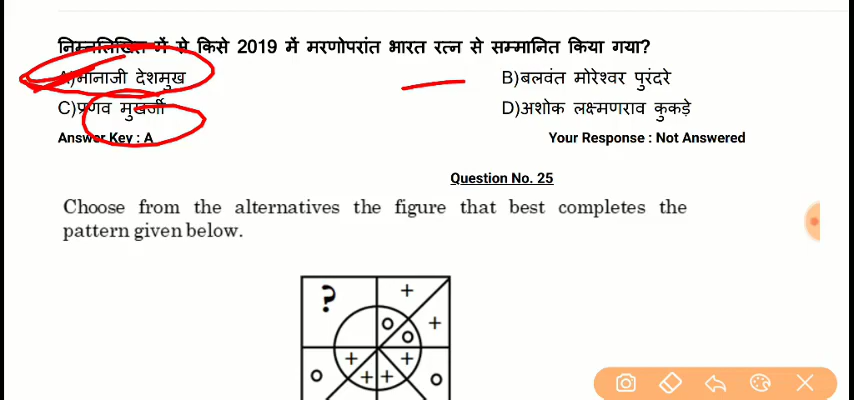 निम्नलिखित में से किसे 2019 में मरणोपरांत भारत रत्न से सम्मानित किया गया?
A)नानाजी देशमुख B)बलवंत मोरेश्वर पुरंदरे
C)प्रणव मुखर्जी D)अशोक लक्ष्मणराव कुकड़े
Answer Key : A Your Response : Not Answered
Question No. 25
Choose from the alternatives the figure that best completes the
pattern given below.
?